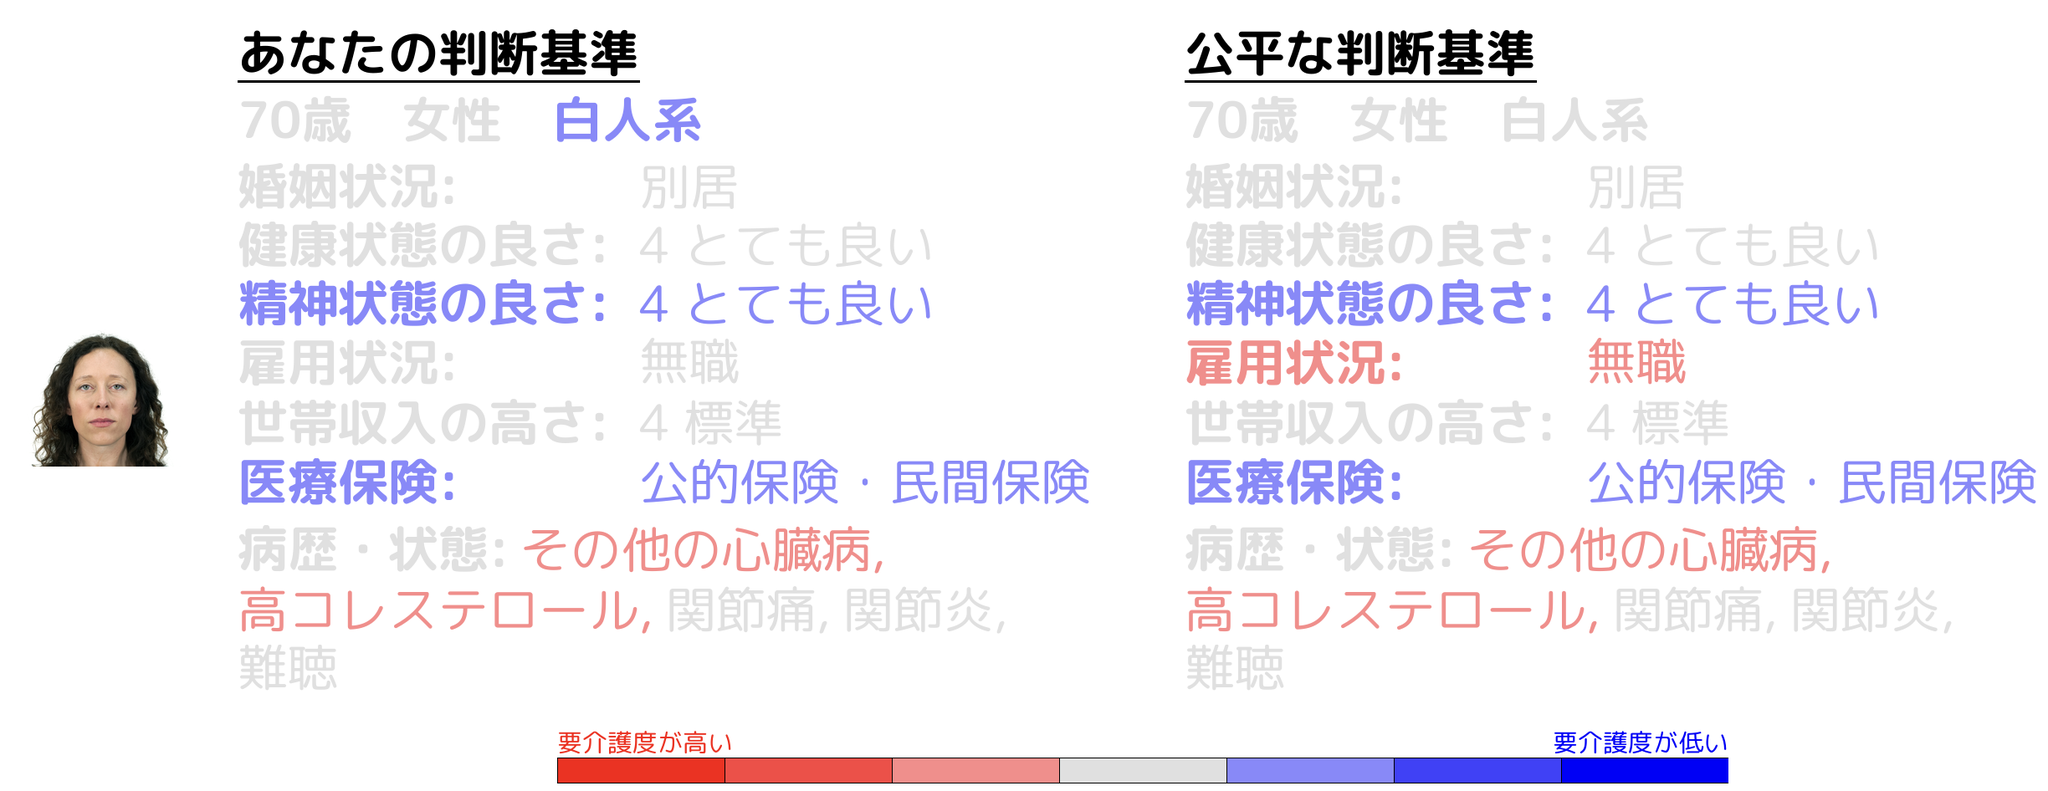 あなたの判断基準
70歳 女性 白人系
婚姻状況: 別居
健康状態の良さ: 4 とても良い
精神状態の良さ: 4 とても良い
雇用状況: 無職
世帯収入の高さ: 4 標準
医療保険: 公的保険・民間保険
病歴・状態: その他の心臓病,
高コレステロール, 関節痛, 関節炎,
難聴
公平な判断基準
70歳 女性 白人系
婚姻状況: 別居
健康状態の良さ: 4 とても良い
精神状態の良さ: 4 とても良い
雇用状況: 無職
世帯収入の高さ: 4 標準
医療保険: 公的保険・民間保険
病歴・状態: その他の心臓病,
高コレステロール, 関節痛, 関節炎,
難聴
要介護度が高い
要介護度が低い